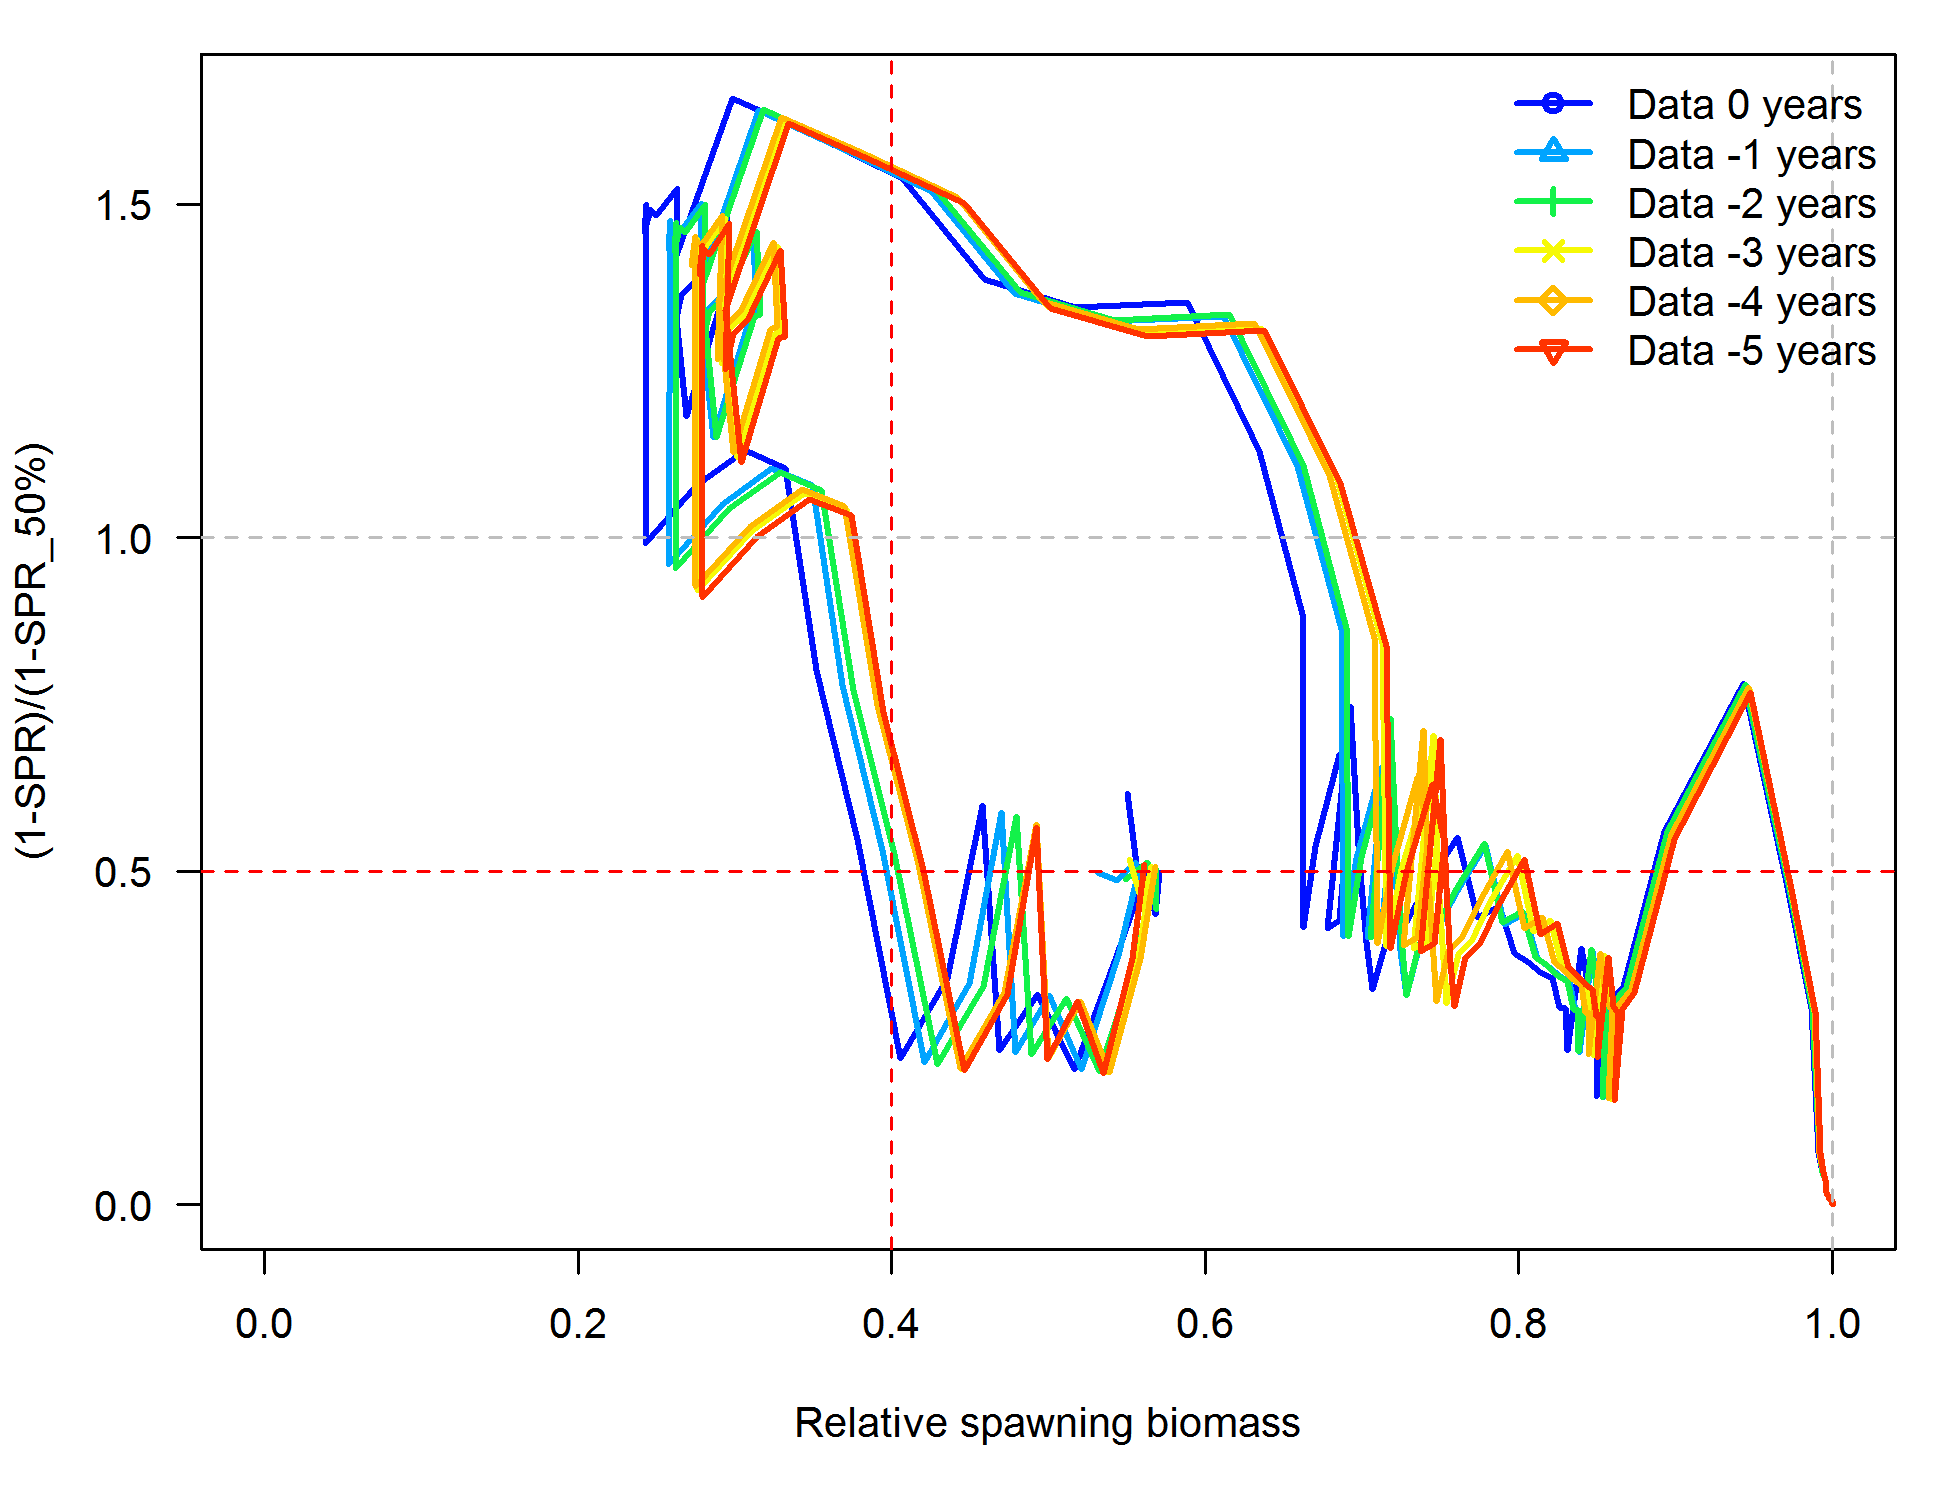 Data 0 years
Data -1 years
Data -2 years
Data -3 years
Data -4 years
Data -5 years
1.5
1.0
0.5
0.0
(1-SPR)/(1-SPR_50%)
0.0 0.2 0.4 0.6 0.8 1.0
Relative spawning biomass